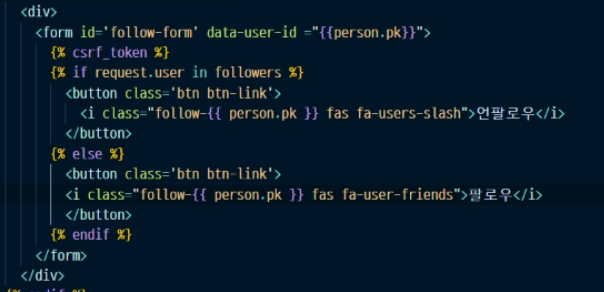 <div>
<form id='follow-form' data-user-id ="{{person.pk}}">
{% csrf_token %}
{% if request.user in followers %}
<button class='btn btn-link'>
<i class="follow-{{ person.pk }} fas fa-users-slash">언팔로우</i>
</button>
{% else %}
<button class='btn btn-link'>
<i class="follow-{{ person.pk }} fas fa-user-friends">팔로우</i>
</button>
{% endif %}
</form>
</div>